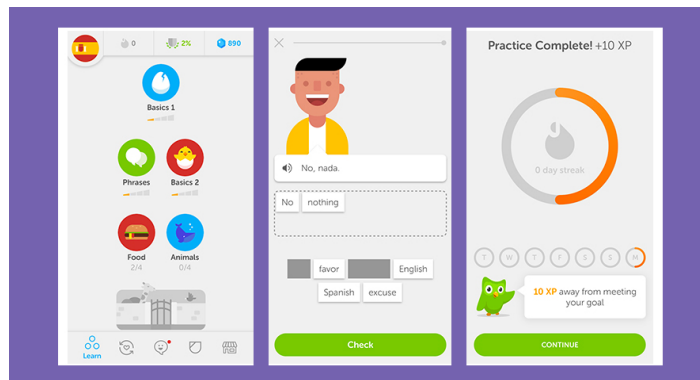 0
2%
890
Basics 1
Phrases
Basics 2
Food
Animals
2/4
0/4
Learn
No, nada.
No nothing
favor English
Spanish excuse
Check
Practice Complete! +10 XP
0 day streak
T W T F S S M
10 XP away from meeting
your goal
CONTINUE